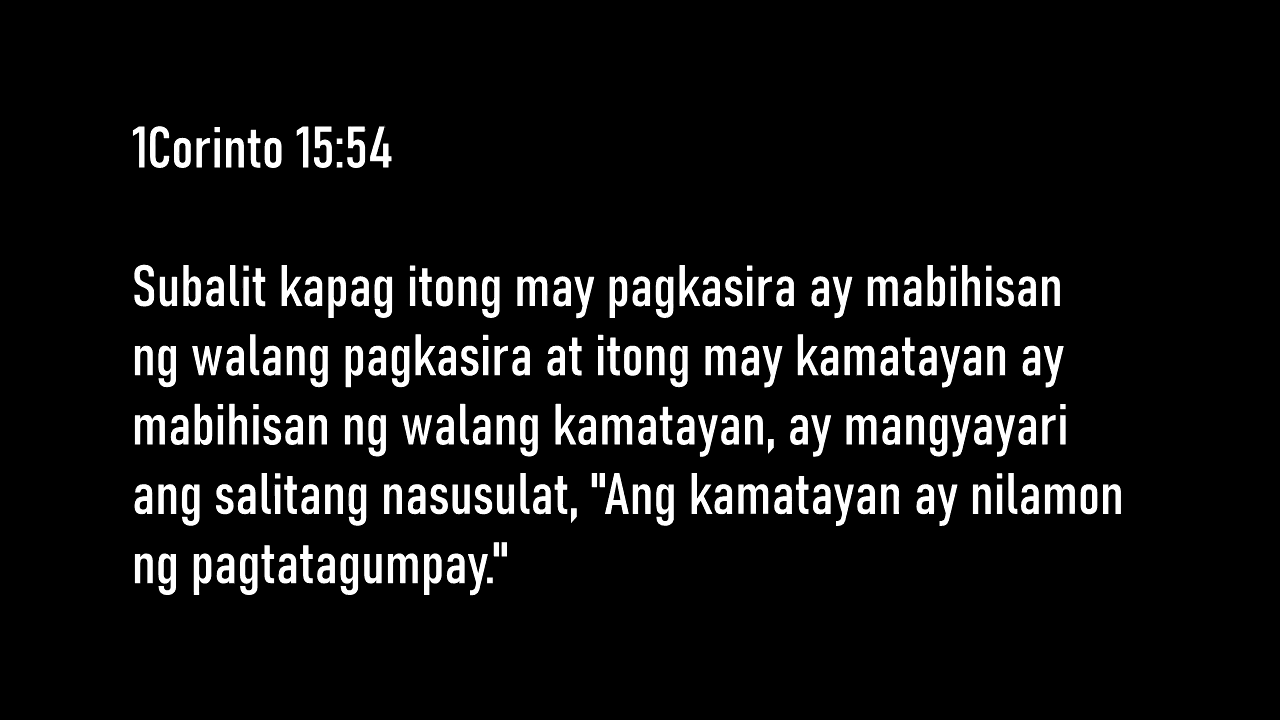 1Corinto 15:54
Subalit kapag itong may pagkasira ay mabihisan
ng walang pagkasira at itong may kamatayan ay
mabihisan ng walang kamatayan, ay mangyayari
ang salitang nasusulat, "Ang kamatayan ay nilamon
ng pagtatagumpay."